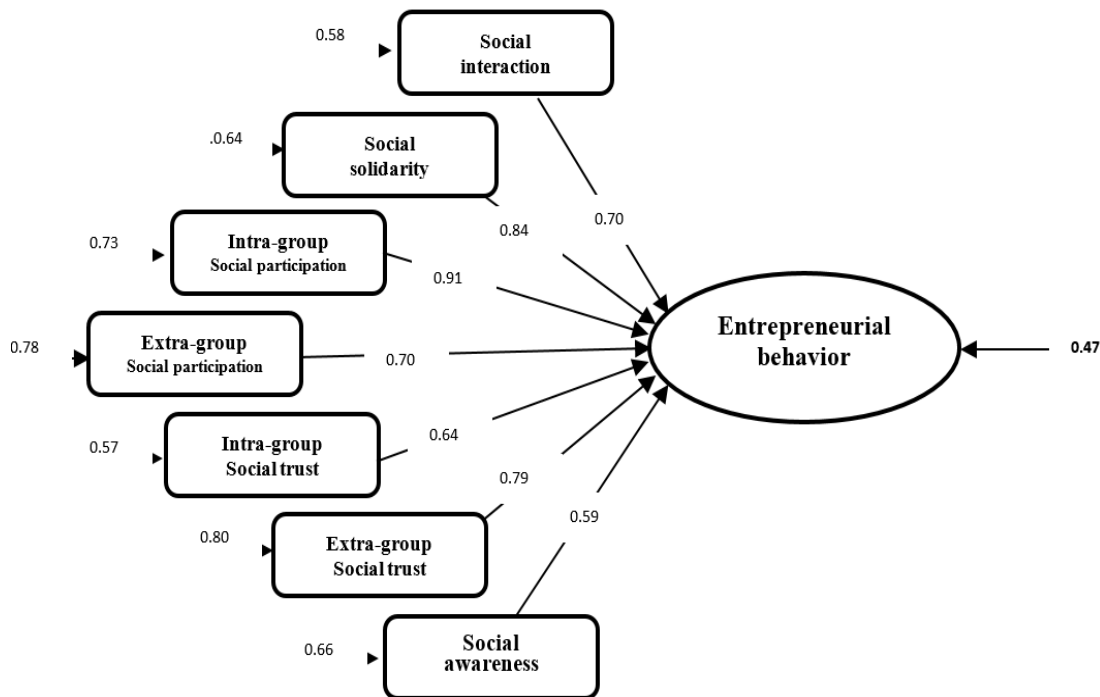 0.58
Social
interaction
.0.64
Social
solidarity
0.70
0.84
0.73
Intra-group
Social participation
0.91
Entrepreneurial
behavior
0.47
0.78
Extra-group
Social participation
0.70
0.57
Intra-group
Social trust
0.64
0.79
0.80
Extra-group
Social trust
0.59
0.66
Social
awareness